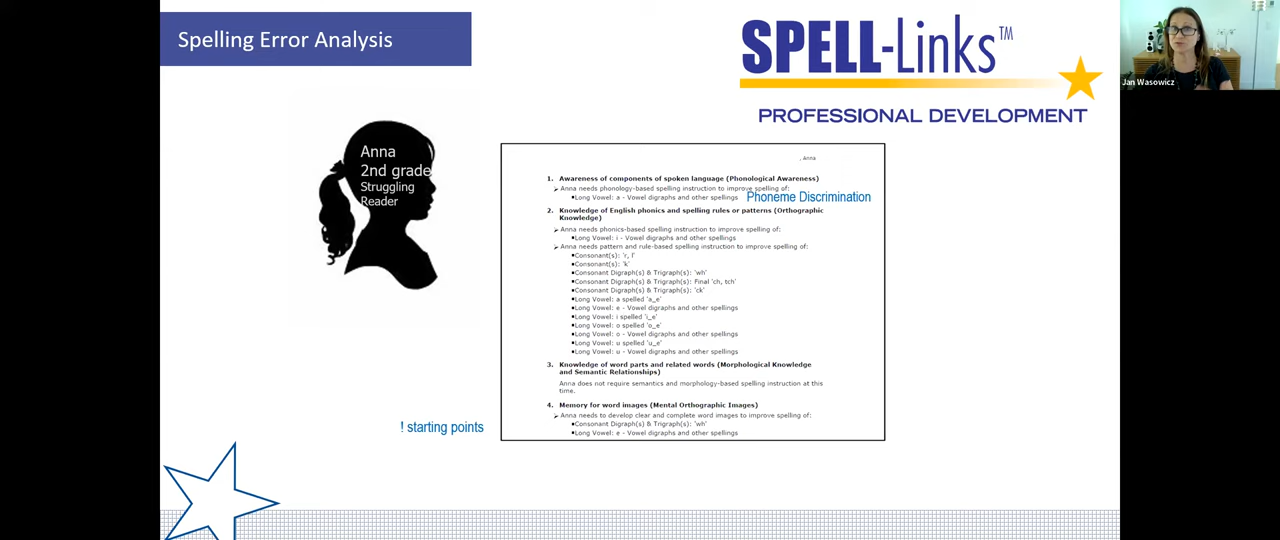 Spelling Error Analysis
SPELL-Links™
PROFESSIONAL DEVELOPMENT
Jan Wasowicz
Anna
2nd grade
Struggling
Reader
, Anna
1. Awareness of components of spoken language (Phonological Awareness)
➢ Anna needs phonology-based spelling instruction to improve spelling of:
▪Long Vowel: a - Vowel digraphs and other spellings
Phoneme Discrimination
2. Knowledge of English phonics and spelling rules or patterns (Orthographic
Knowledge)
➢ Anna needs phonics-based spelling instruction to improve spelling of:
▪Long Vowel: i - Vowel digraphs and other spellings
➢ Anna needs pattern and rule-based spelling instruction to improve spelling of:
▪Consonant(s): 'r, l'
▪Consonant(s): 'k'
▪Consonant Digraph(s) & Trigraph(s): 'wh'
▪Consonant Digraph(s) & Trigraph(s): Final 'ch, tch'
▪Consonant Digraph(s) & Trigraph(s): 'ck'
▪Long Vowel: a spelled 'a_e'
▪Long Vowel: e - Vowel digraphs and other spellings
▪Long Vowel: i spelled 'i_e'
▪Long Vowel: o spelled 'o_e'
▪Long Vowel: o - Vowel digraphs and other spellings
▪Long Vowel: u spelled 'u_e'
▪Long Vowel: u - Vowel digraphs and other spellings
3. Knowledge of word parts and related words (Morphological Knowledge
and Semantic Relationships)
Anna does not require semantics and morphology-based spelling instruction at this
time.
4. Memory for word images (Mental Orthographic Images)
➢ Anna needs to develop clear and complete word images to improve spelling of:
▪Consonant Digraph(s) & Trigraph(s): 'wh'
▪Long Vowel: e - Vowel digraphs and other spellings
! starting points